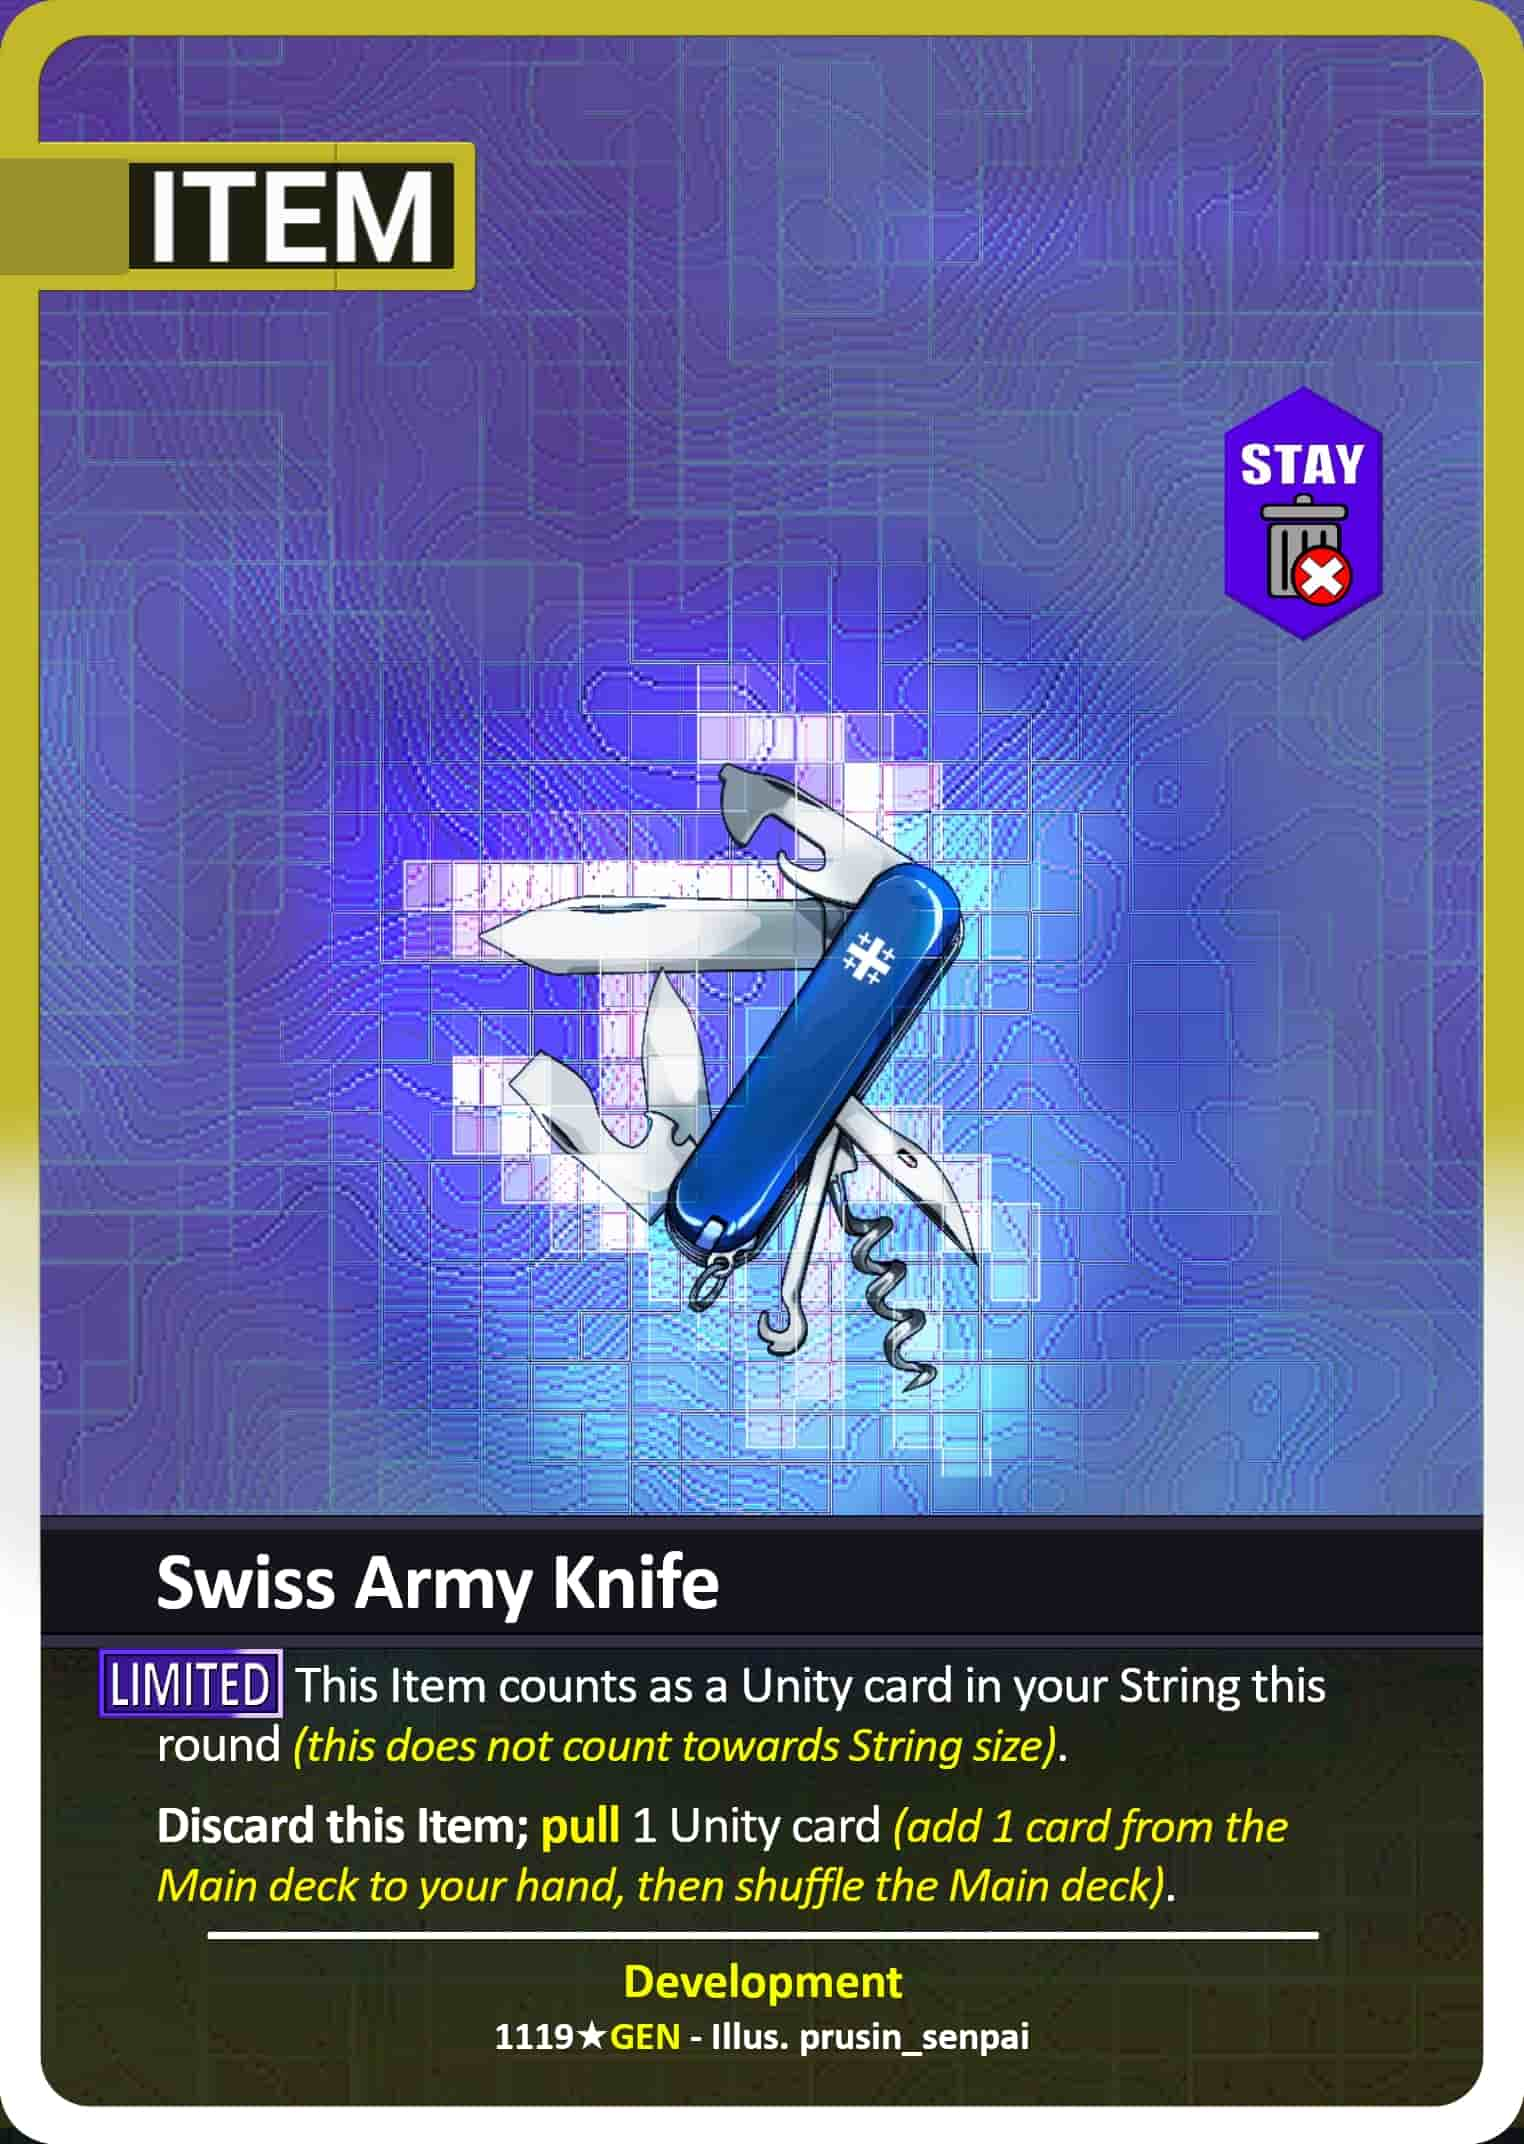 ITEM
STAY
Swiss Army Knife
LIMITED This Item counts as a Unity card in your String this
round (this does not count towards String size).
Discard this Item; pull 1 Unity card (add 1 card from the
Main deck to your hand, then shuffle the Main deck).
Development
1119★GEN - Illus. prusin_senpai